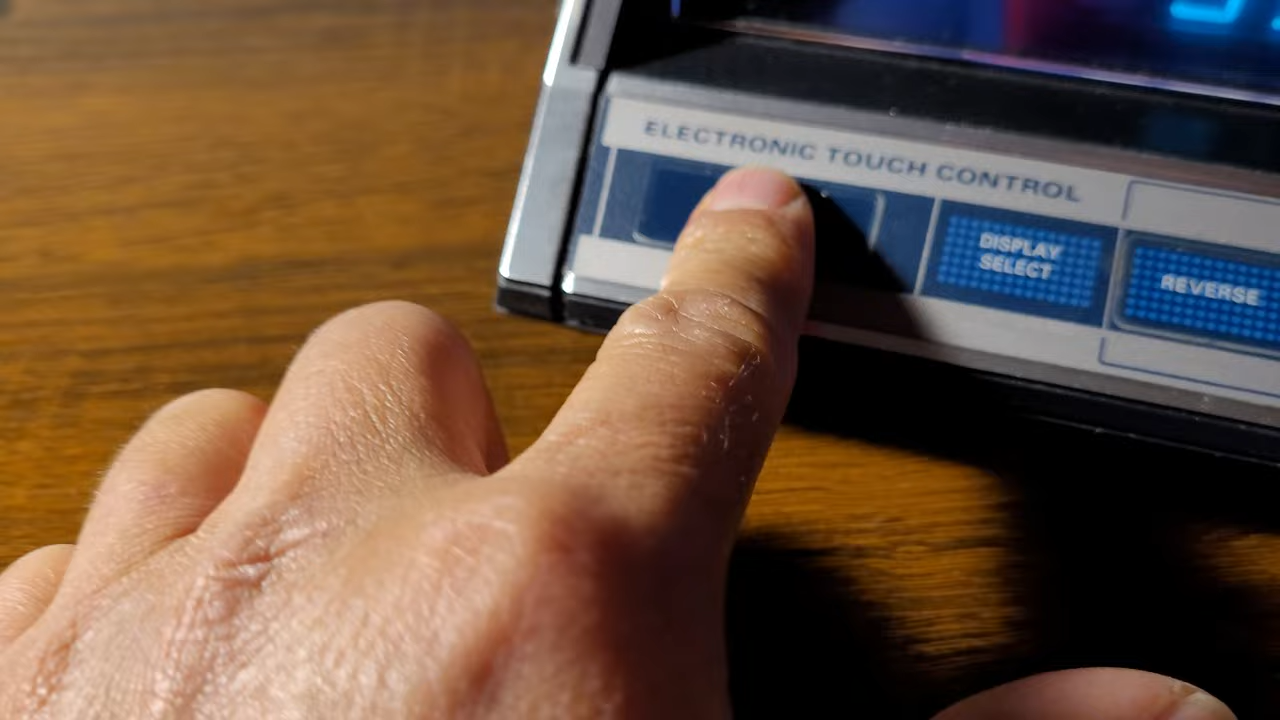 ELECTRONIC TOUCH CONTROL
DISPLAY
SELECT
REVERSE